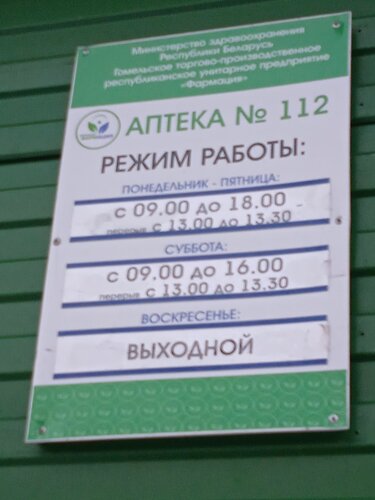 Министерство здравоохранения
Республики Беларусь
Гомельское торгово-производственное
республиканское унитарное предприятие
«Фармация»
АПТЕКА № 112
РЕЖИМ РАБОТЫ:
ПОНЕДЕЛЬНИК - ПЯТНИЦА:
с 09.00 до 18.00
перерыв с 13.00 до 13.30
СУББОТА:
с 09.00 до 16.00
перерыв с 13.00 до 13.30
ВОСКРЕСЕНЬЕ:
ВЫХОДНОЙ